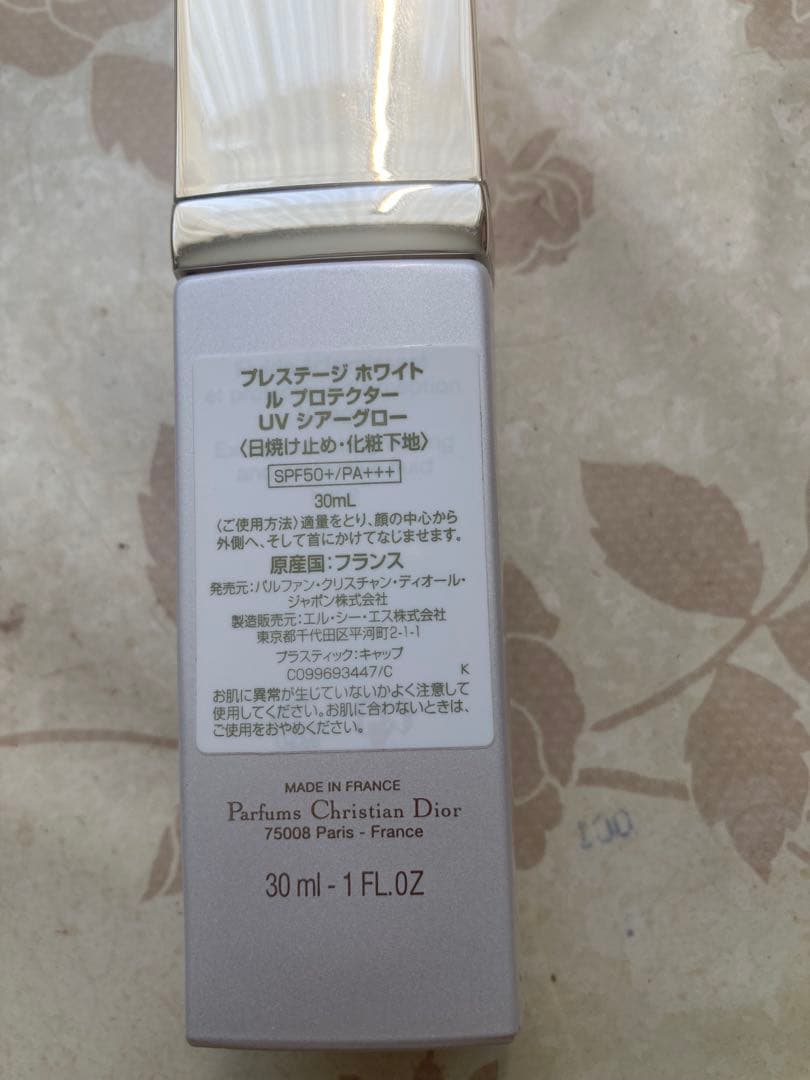 プレステージ ホワイト
ル プロテクター
UV シアーグロー
〈日焼け止め・化粧下地〉
SPF50+/PA+++
30mL
〈ご使用方法〉適量をとり、顔の中心から
外側へ、そして首にかけてなじませます。
原産国：フランス
発売元：パルファン・クリスチャン・ディオール・
ジャポン株式会社
製造販売元：エル・シー・エス株式会社
東京都千代田区平河町2-1-1
プラスティック：キャップ
C099693447/C K
お肌に異常が生じていないかよく注意して
使用してください。お肌に合わないときは、
ご使用をおやめください。
MADE IN FRANCE
Parfums Christian Dior
75008 Paris - France
30 ml - 1 FL.OZ